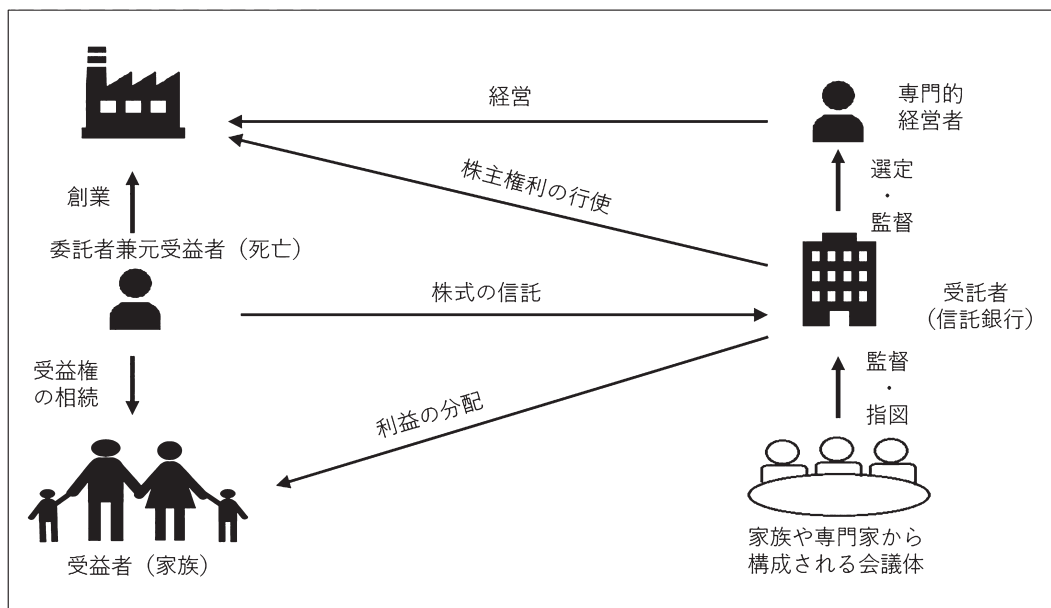 経営
専門的
経営者
株主権利の行使
選定
・
監督
創業
委託者兼元受益者（死亡）
株式の信託
受託者
（信託銀行）
受益権
の相続
利益の分配
監督
・
指図
受益者（家族）
家族や専門家から
構成される会議体